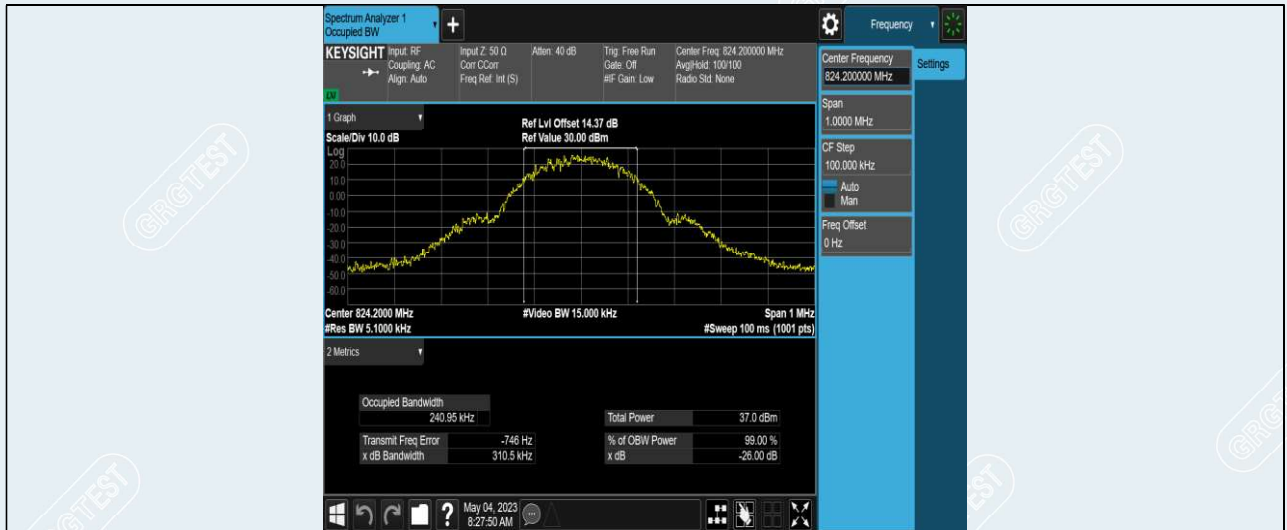 Spectrum Analyzer 1
Occupied BW
+
Frequency
KEYSIGHT
Input: RF
Coupling: AC
Align: Auto
Input Z: 50 Ω
Corr CCorr
Freq Ref: Int (S)
Atten: 40 dB
Trig: Free Run
Gate: Off
#IF Gain: Low
Center Freq: 824.200000 MHz
Avg|Hold: 100/100
Radio Std: None
Center Frequency
824.200000 MHz
Settings
Span
1.0000 MHz
CF Step
100.000 kHz
Auto
Man
Freq Offset
0 Hz
1 Graph
Scale/Div 10.0 dB
Ref Lvl Offset 14.37 dB
Ref Value 30.00 dBm
Log
20.0
10.0
0.00
-10.0
-20.0
-30.0
-40.0
-50.0
-60.0
Center 824.2000 MHz
#Video BW 15.000 kHz
Span 1 MHz
#Res BW 5.1000 kHz
#Sweep 100 ms (1001 pts)
2 Metrics
Occupied Bandwidth
240.95 kHz
Total Power 37.0 dBm
Transmit Freq Error -746 Hz
% of OBW Power 99.00 %
x dB Bandwidth 310.5 kHz
x dB -26.00 dB
?
May 04, 2023
8:27:50 AM
GRGTEST
GRGTEST
GRGTEST
GRGTEST
GRGTEST